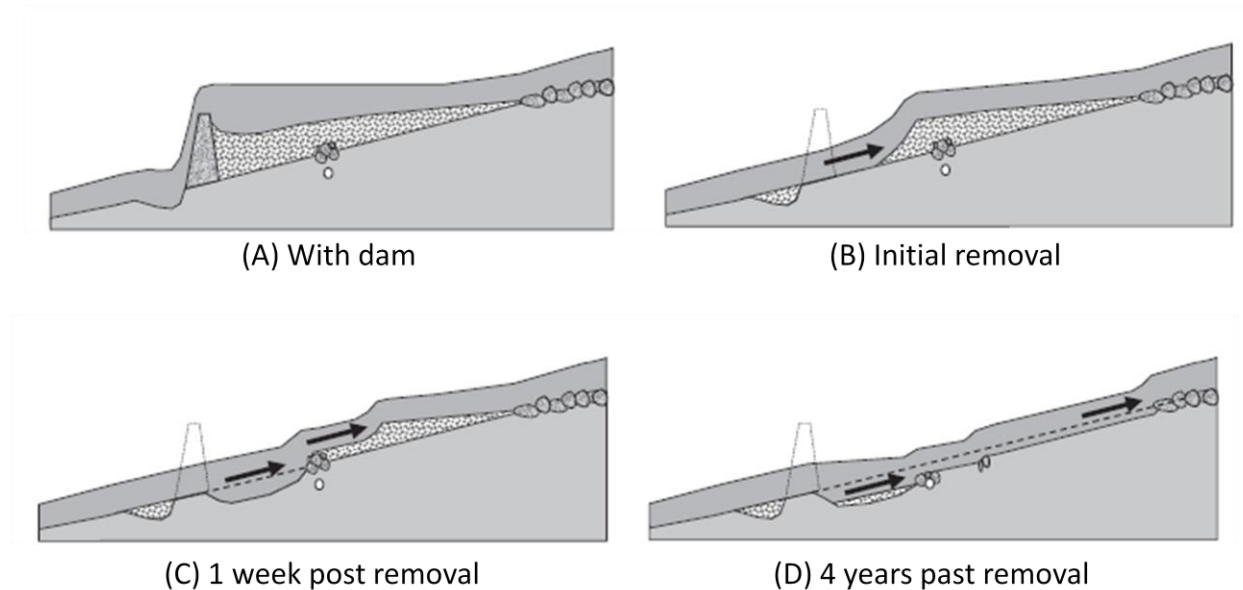 (A) With dam
(B) Initial removal
(C) 1 week post removal
(D) 4 years past removal